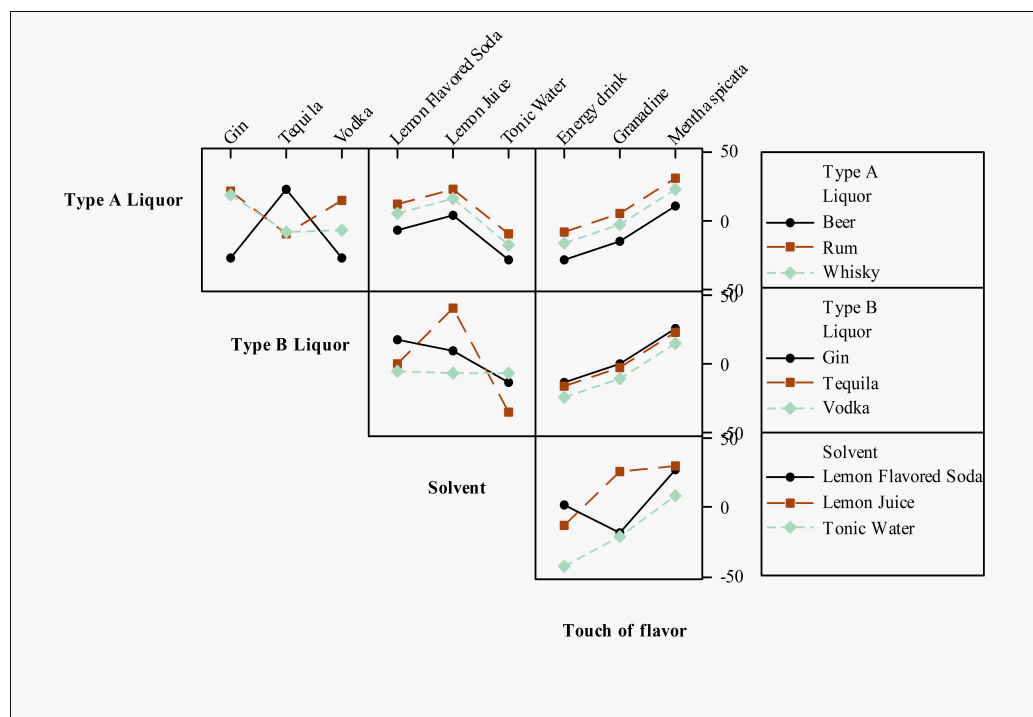 Gin
Tequila
Vodka
Lemon Flavored Soda
Lemon Juice
Tonic Water
Energy drink
Granadine
Mentha spicata
Type A Liquor
50
0
-50
Type A
Liquor
Beer
Rum
Whisky
Type B Liquor
50
0
-50
Type B
Liquor
Gin
Tequila
Vodka
Solvent
50
0
-50
Solvent
Lemon Flavored Soda
Lemon Juice
Tonic Water
Touch of flavor